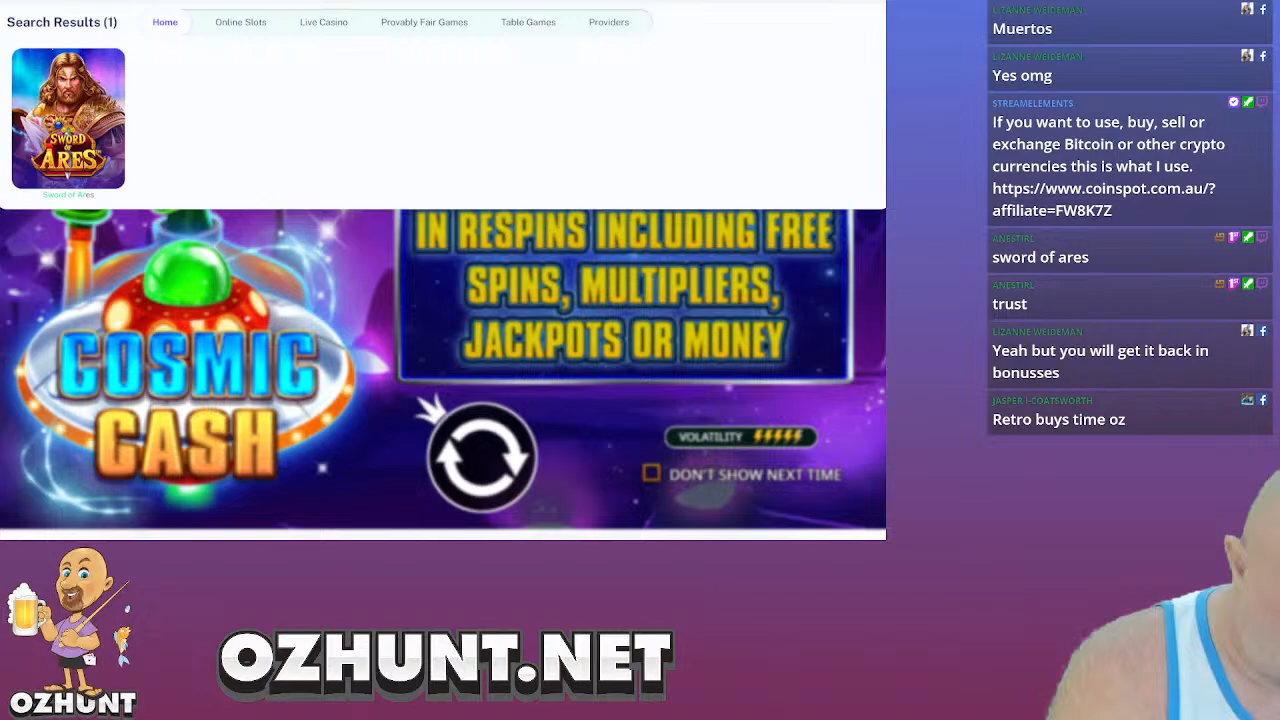 Search Results (1)
Home
Online Slots
Live Casino
Provably Fair Games
Table Games
Providers
SWORD
OF
ARES
Sword of Ares
IN RESPINS INCLUDING FREE
SPINS, MULTIPLIERS,
JACKPOTS OR MONEY
COSMIC
CASH
VOLATILITY
DON'T SHOW NEXT TIME
OZHUNT
OZHUNT.NET
LIZANNE WEIDEMAN
Muertos
LIZANNE WEIDEMAN
Yes omg
STREAMELEMENTS
If you want to use, buy, sell or
exchange Bitcoin or other crypto
currencies this is what I use.
https://www.coinspot.com.au/?
affiliate=FW8K7Z
ANESTIRL
sword of ares
ANESTIRL
trust
LIZANNE WEIDEMAN
Yeah but you will get it back in
bonusses
JASPER I-COATSWORTH
Retro buys time oz